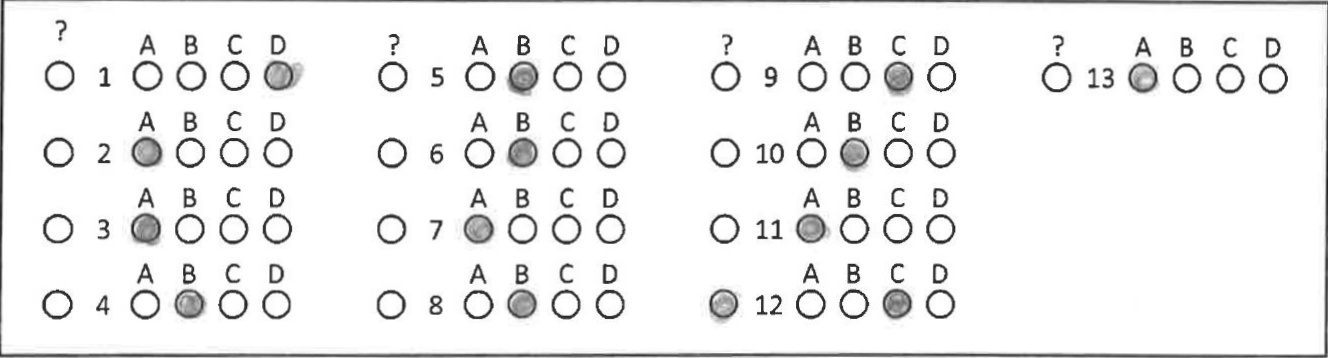 ? A B C D ? A B C D ? A B C D ? A B C D
1 5 9 13
A B C D A B C D A B C D
2 6 10
A B C D A B C D A B C D
3 7 11
A B C D A B C D A B C D
4 8 12